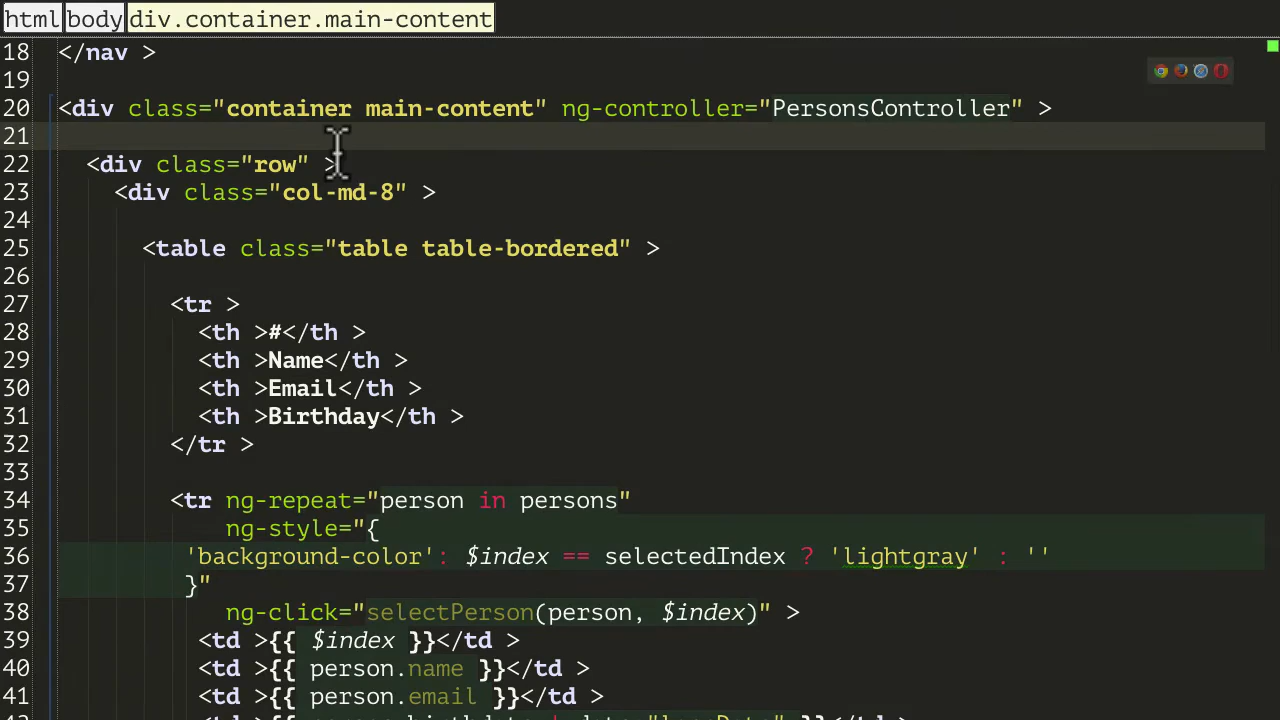 html body div.container.main-content
18 </nav >
19
20 <div class="container main-content" ng-controller="PersonsController" >
21
22 <div class="row" >
23 <div class="col-md-8" >
24
25 <table class="table table-bordered" >
26
27 <tr >
28 <th >#</th >
29 <th >Name</th >
30 <th >Email</th >
31 <th >Birthday</th >
32 </tr >
33
34 <tr ng-repeat="person in persons"
35 ng-style="{
36 'background-color': $index == selectedIndex ? 'lightgray' : ''
37 }"
38 ng-click="selectPerson(person, $index)" >
39 <td >{{ $index }}</td >
40 <td >{{ person.name }}</td >
41 <td >{{ person.email }}</td >